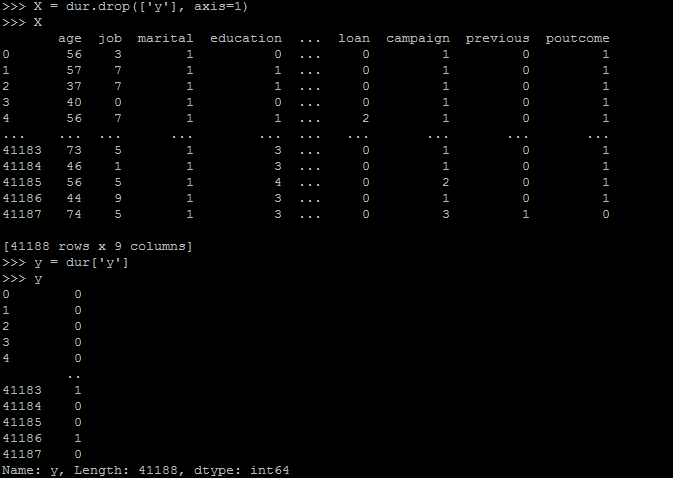 >>> X = dur.drop(['y'], axis=1)
>>> X
       age  job  marital  education  ...  loan  campaign  previous  poutcome
0       56    3        1          0  ...     0         1         0         1
1       57    7        1          1  ...     0         1         0         1
2       37    7        1          1  ...     0         1         0         1
3       40    0        1          0  ...     0         1         0         1
4       56    7        1          1  ...     2         1         0         1
...    ...  ...      ...        ...  ...   ...       ...       ...       ...
41183   73    5        1          3  ...     0         1         0         1
41184   46    1        1          3  ...     0         1         0         1
41185   56    5        1          4  ...     0         2         0         1
41186   44    9        1          3  ...     0         1         0         1
41187   74    5        1          3  ...     0         3         1         0
[41188 rows x 9 columns]
>>> y = dur['y']
>>> y
0        0
1        0
2        0
3        0
4        0
        ..
41183    1
41184    0
41185    0
41186    1
41187    0
Name: y, Length: 41188, dtype: int64